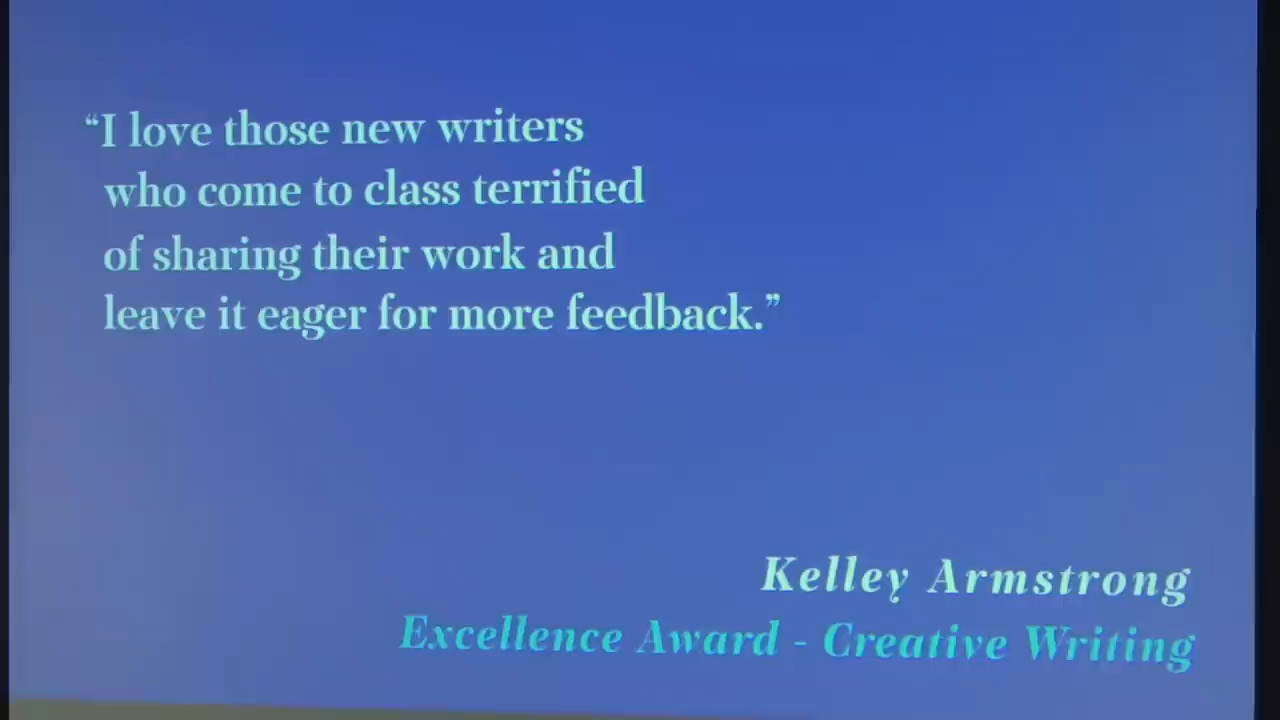 “I love those new writers
who come to class terrified
of sharing their work and
leave it eager for more feedback.”
Kelley Armstrong
Excellence Award - Creative Writing